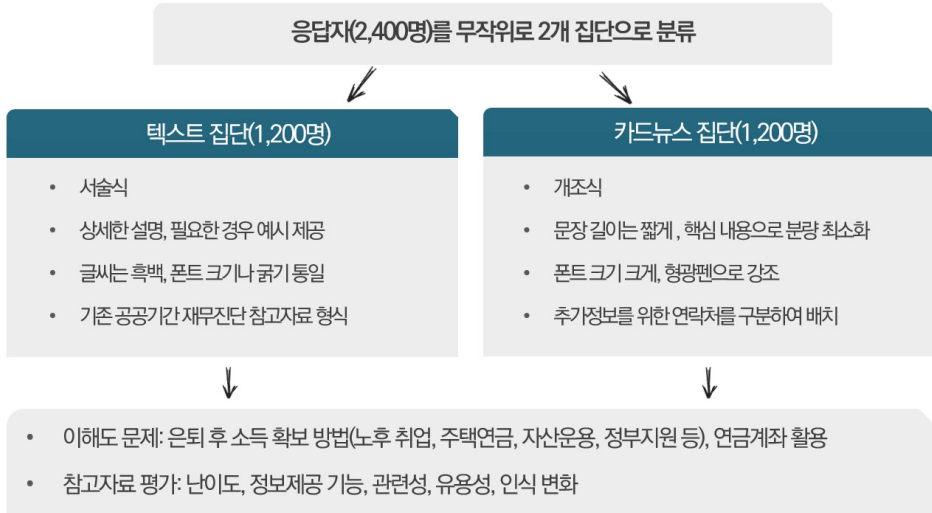 응답자(2,400명)를 무작위로 2개 집단으로 분류
텍스트 집단(1,200명)
• 서술식
• 상세한 설명, 필요한 경우 예시 제공
• 글씨는 흑백, 폰트 크기나 굵기 통일
• 기존 공공기간 재무진단 참고자료 형식
카드뉴스 집단(1,200명)
• 개조식
• 문장 길이는 짧게 , 핵심 내용으로 분량 최소화
• 폰트 크기 크게, 형광펜으로 강조
• 추가정보를 위한 연락처를 구분하여 배치
• 이해도 문제: 은퇴 후 소득 확보 방법(노후 취업, 주택연금, 자산운용, 정부지원 등), 연금계좌 활용
• 참고자료 평가: 난이도, 정보제공 기능, 관련성, 유용성, 인식 변화